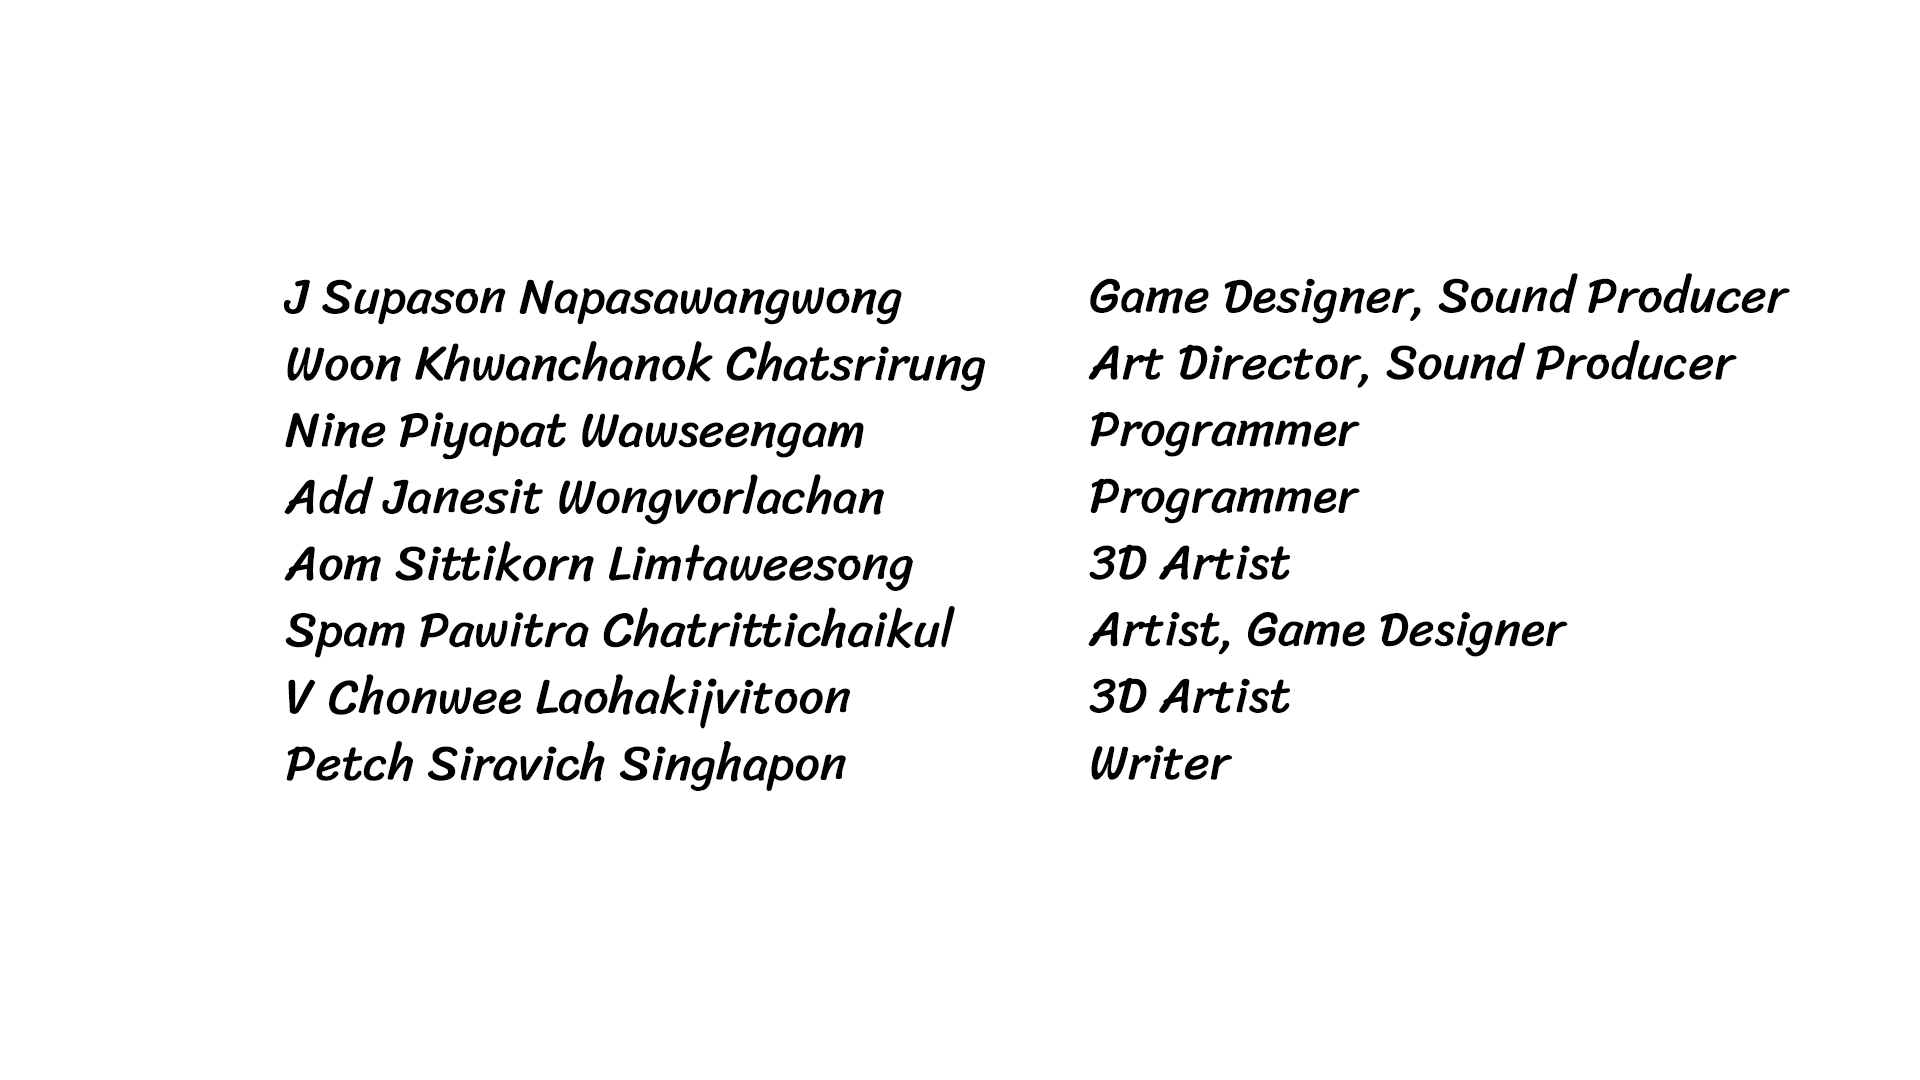 J Supason Napasawangwong Game Designer, Sound Producer
Woon Khwanchanok Chatsrirung Art Director, Sound Producer
Nine Piyapat Wawseengam Programmer
Add Janesit Wongvorlachan Programmer
Aom Sittikorn Limtaweesong 3D Artist
Spam Pawitra Chatrittichaikul Artist, Game Designer
V Chonwee Laohakijvitoon 3D Artist
Petch Siravich Singhapon Writer